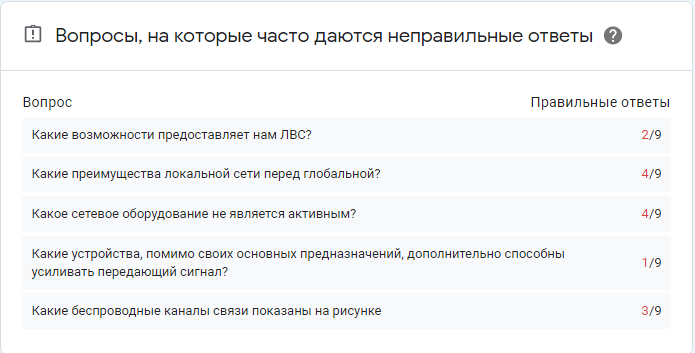 Вопросы, на которые часто даются неправильные ответы
Вопрос Правильные ответы
Какие возможности предоставляет нам ЛВС? 2/9
Какие преимущества локальной сети перед глобальной? 4/9
Какое сетевое оборудование не является активным? 4/9
Какие устройства, помимо своих основных предназначений, дополнительно способны
усиливать передающий сигнал? 1/9
Какие беспроводные каналы связи показаны на рисунке 3/9